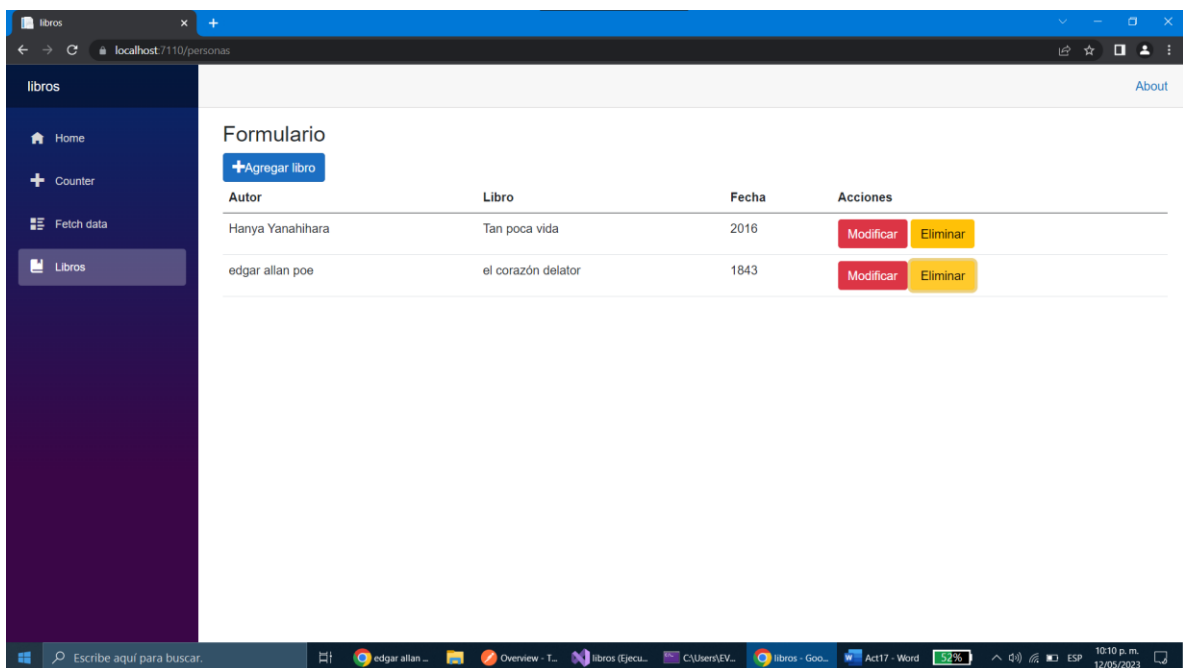 libros
localhost:7110/personas
libros
About
Home
Counter
Fetch data
Libros
Formulario
Agregar libro
Autor Libro Fecha Acciones
Hanya Yanahihara Tan poca vida 2016 Modificar Eliminar
edgar allan poe el corazón delator 1843 Modificar Eliminar
Escribe aquí para buscar.
edgar allan ...
Overview - T...
libros (Ejecu...
C:\Users\EV...
libros - Goo...
Act17 - Word
52%
ESP
10:10 p. m.
12/05/2023